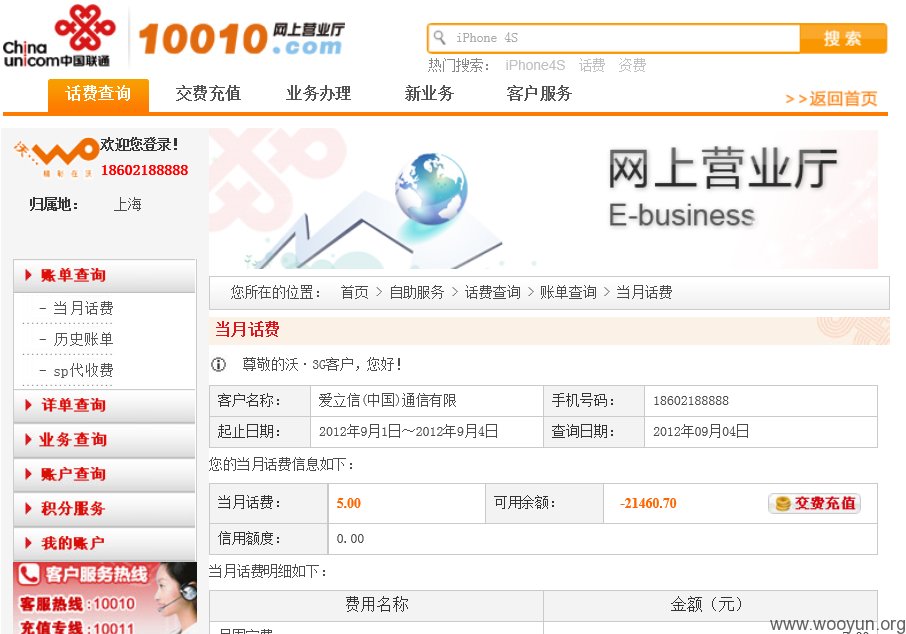 China unicom中国联通
10010.com 网上营业厅
iPhone 4S 搜索
热门搜索: iPhone4S 话费 资费
话费查询 交费充值 业务办理 新业务 客户服务 >>返回首页
沃 精彩在沃
欢迎您登录!
18602188888
归属地: 上海
账单查询
- 当月话费
- 历史账单
- sp代收费
详单查询
业务查询
账户查询
积分服务
我的账户
客户服务热线
客服热线:10010
充值专线:10011
网上营业厅
E-business
您所在的位置: 首页 > 自助服务 > 话费查询 > 账单查询 > 当月话费
当月话费
尊敬的沃·3G客户,您好!
客户名称: 爱立信(中国)通信有限 手机号码: 18602188888
起止日期: 2012年9月1日~2012年9月4日 查询日期: 2012年09月04日
您的当月话费信息如下:
当月话费: 5.00 可用余额: -21460.70 交费充值
信用额度: 0.00
当月话费明细如下:
费用名称 金额(元)
www.wooyun.org